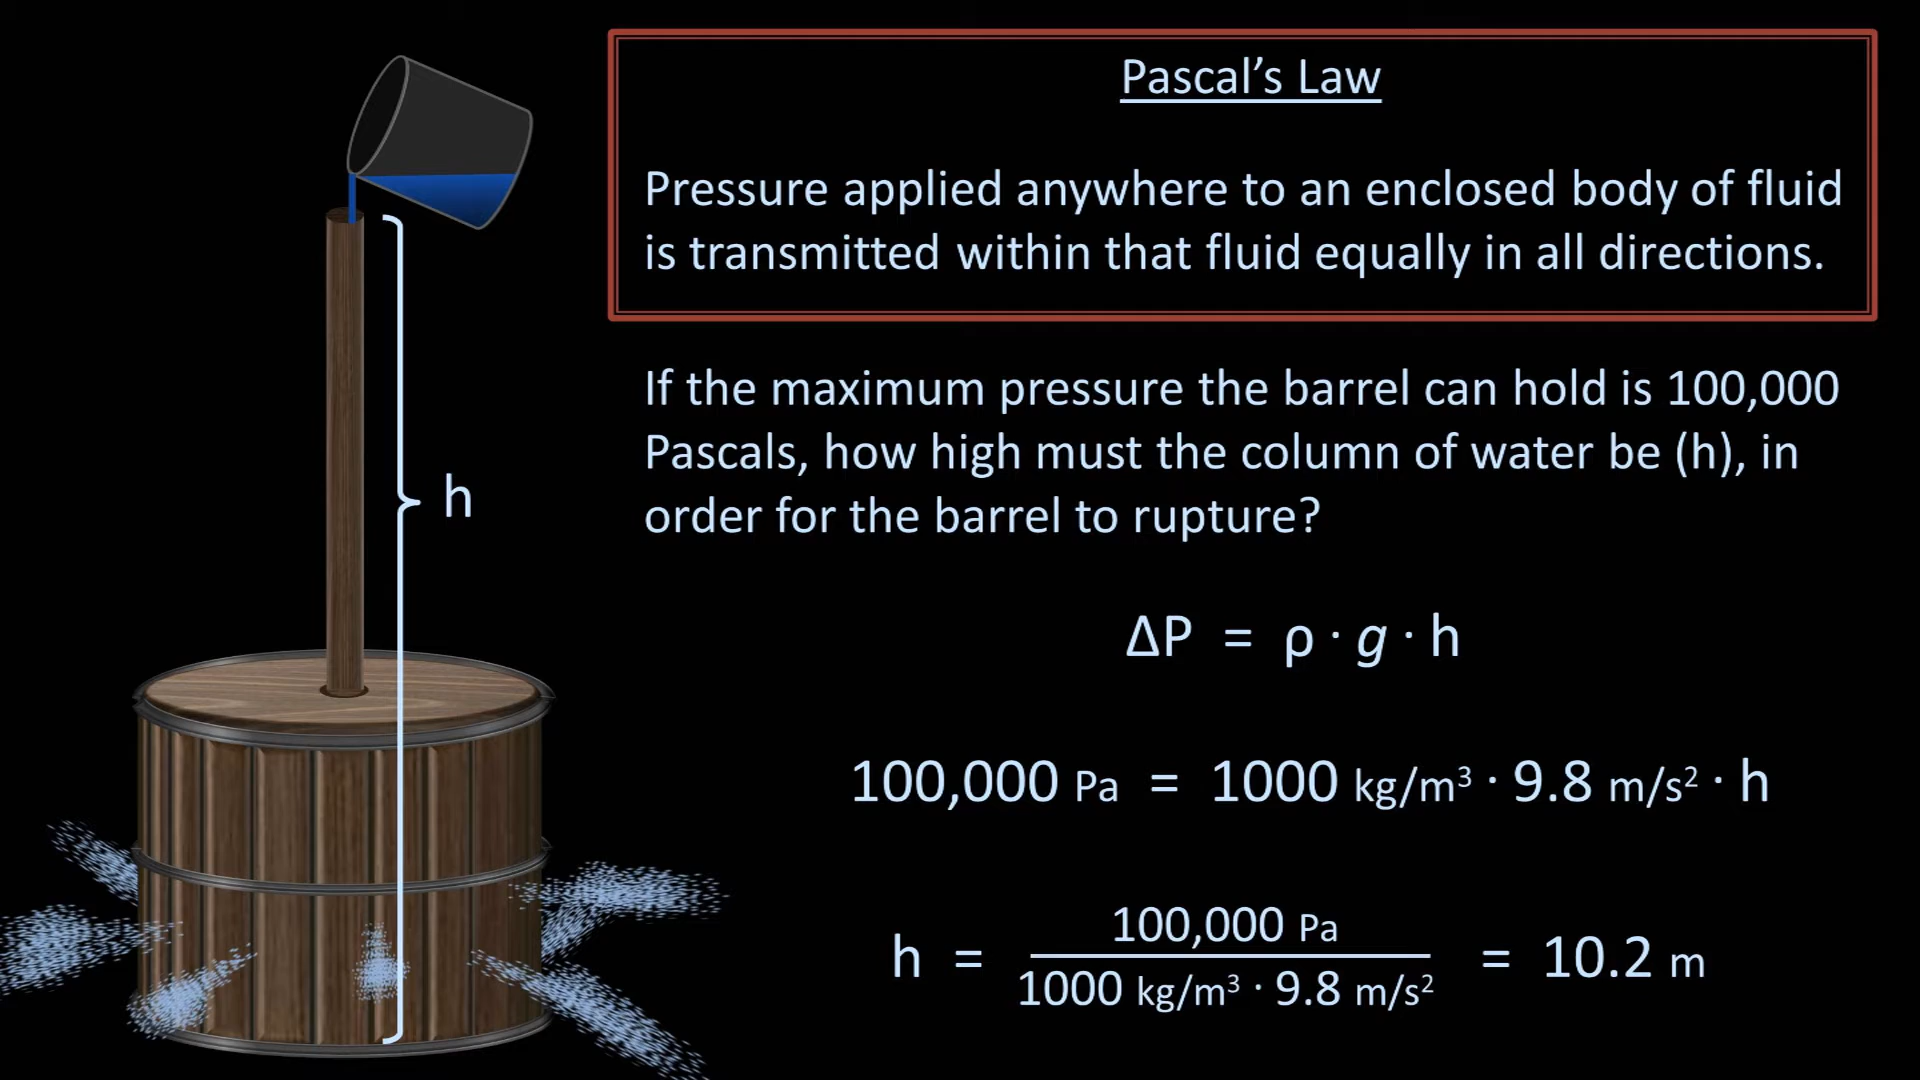 Pascal’s Law
Pressure applied anywhere to an enclosed body of fluid
is transmitted within that fluid equally in all directions.
If the maximum pressure the barrel can hold is 100,000
Pascals, how high must the column of water be (h), in
order for the barrel to rupture?
h
ΔP = ρ · g · h
100,000 Pa = 1000 kg/m³ · 9.8 m/s² · h
100,000 Pa
h = = 10.2 m
1000 kg/m³ · 9.8 m/s²